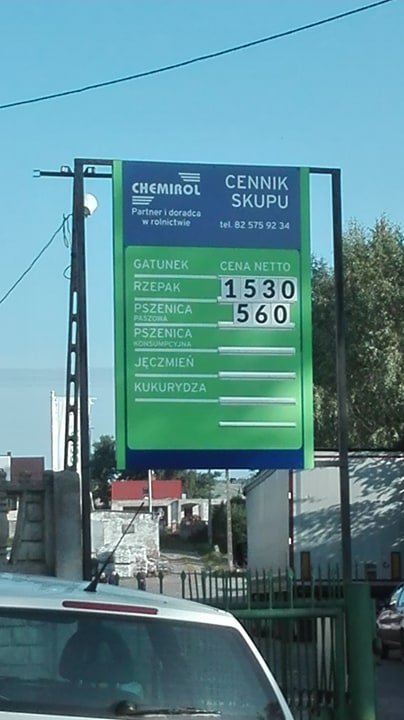 CHEMIROL
Partner i doradca
w rolnictwie
CENNIK
SKUPU
tel. 82 575 92 34
GATUNEK CENA NETTO
RZEPAK 1530
PSZENICA 560
PASZOWA
PSZENICA
KONSUMPCYJNA
JĘCZMIEŃ
KUKURYDZA